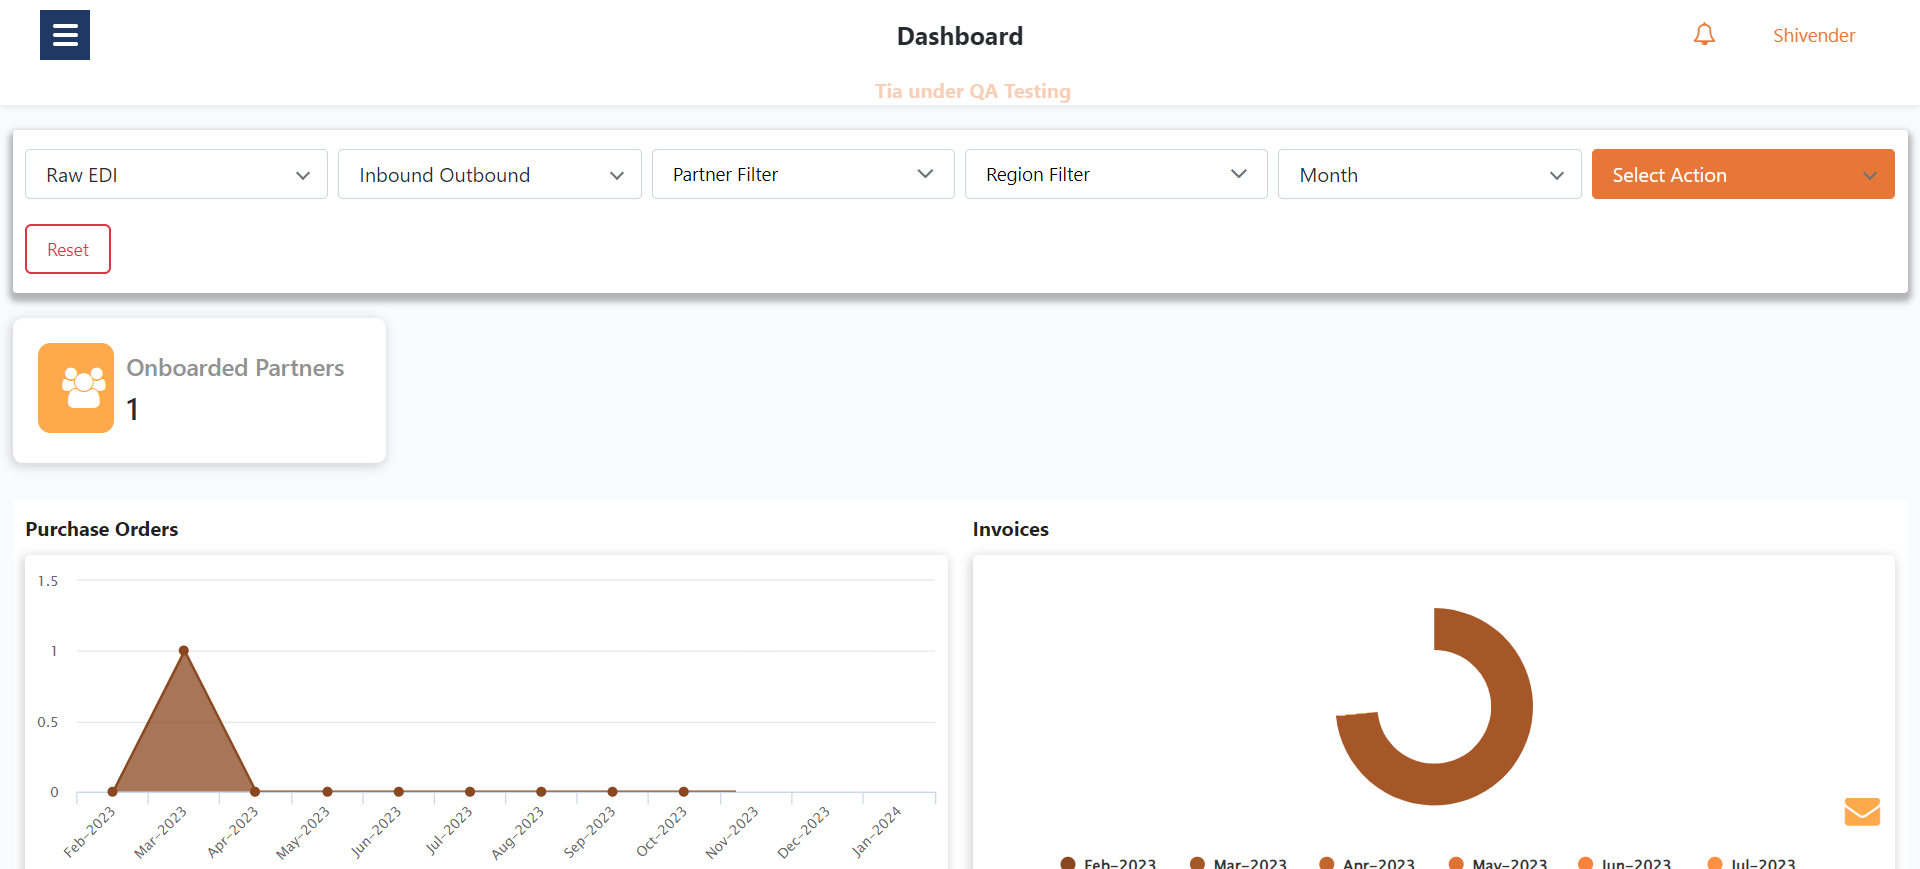 Dashboard
Shivender
Tia under QA Testing
Raw EDI
Inbound Outbound
Partner Filter
Region Filter
Month
Select Action
Reset
Onboarded Partners
1
Purchase Orders
Invoices
1.5
1
0.5
0
Feb-2023
Mar-2023
Apr-2023
May-2023
Jun-2023
Jul-2023
Aug-2023
Sep-2023
Oct-2023
Nov-2023
Dec-2023
Jan-2024
Feb-2023
Mar-2023
Apr-2023
May-2023
Jun-2023
Jul-2023